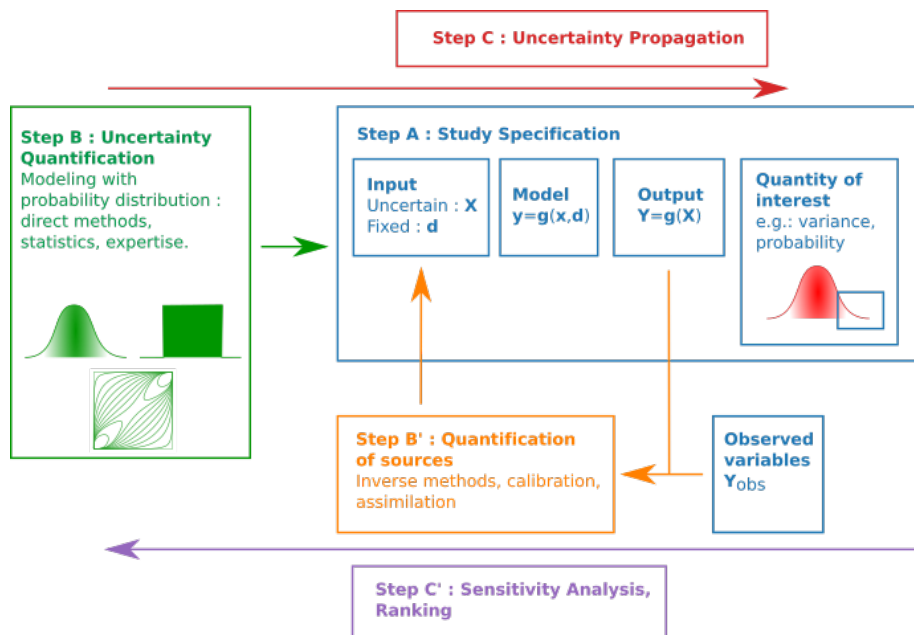 Step C : Uncertainty Propagation
Step B : Uncertainty
Quantification
Modeling with
probability distribution :
direct methods,
statistics, expertise.
Step A : Study Specification
Input
Uncertain : X
Fixed : d
Model
y=g(x,d)
Output
Y=g(X)
Quantity of
interest
e.g.: variance,
probability
Step B' : Quantification
of sources
Inverse methods, calibration,
assimilation
Observed
variables
Yobs
Step C' : Sensitivity Analysis,
Ranking